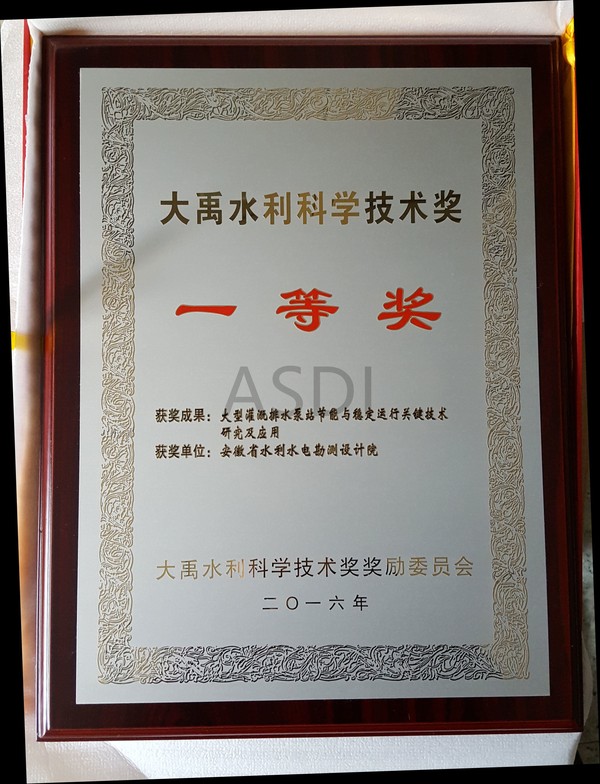 大禹水利科学技术奖
一等奖
ASDI
获奖成果：大型灌溉排水泵站节能与稳定运行关键技术
研究及应用
获奖单位：安徽省水利水电勘测设计院
大禹水利科学技术奖奖励委员会
二〇一六年